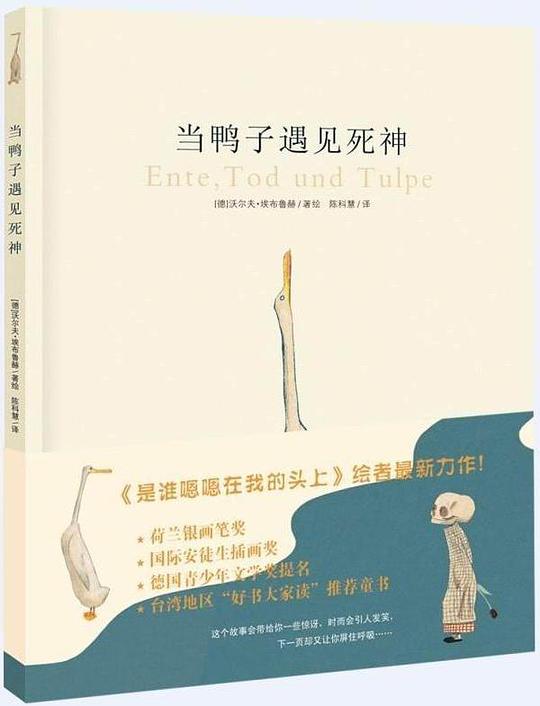 当鸭子遇见死神
Ente, Tod und Tulpe
[德]沃尔夫·埃布鲁赫/著绘 陈科慧/译
当鸭子遇见死神
[德]沃尔夫·埃布鲁赫/著绘 陈科慧/译
《是谁嗯嗯在我的头上》绘者最新力作!
★ 荷兰银画笔奖
★ 国际安徒生插画奖
★ 德国青少年文学奖提名
★ 台湾地区“好书大家读”推荐童书
这个故事会带给你一些惊讶、时而会引人发笑,
下一页却又让你屏住呼吸……